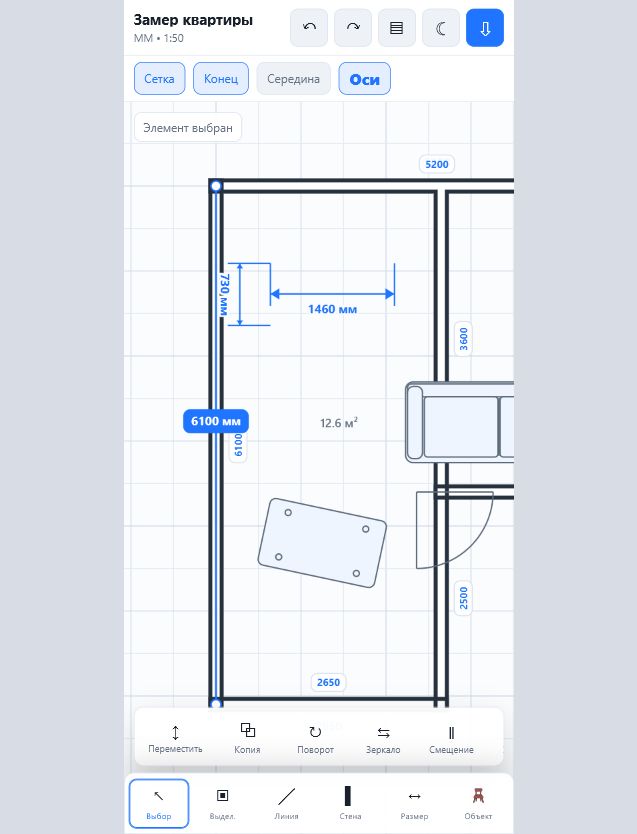 Замер квартиры
ММ • 1:50
Сетка
Конец
Середина
Оси
Элемент выбран
5200
730 мм
1460 мм
3600
6100 мм
6100
12.6 м²
2500
2650
Переместить
Копия
Поворот
Зеркало
Смещение
Выбор
Выдел.
Линия
Стена
Размер
Объект